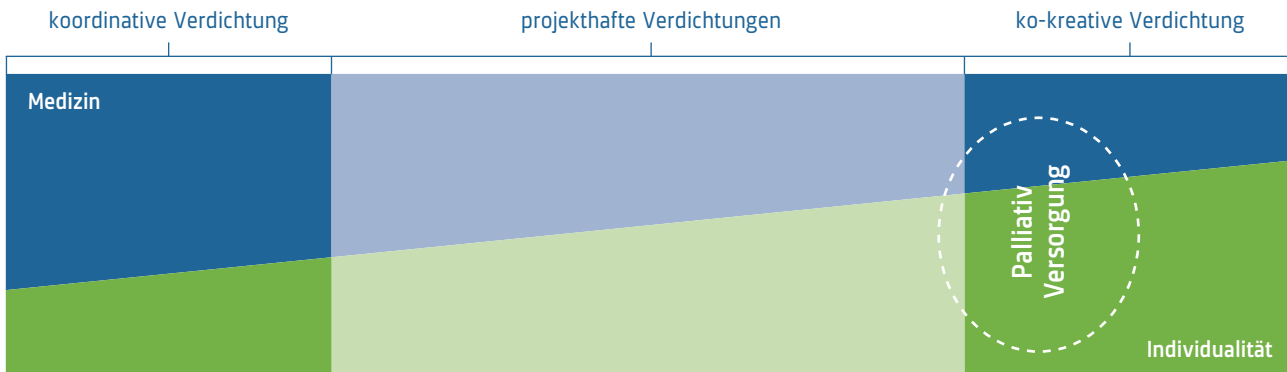 koordinative Verdichtung
projekthafte Verdichtungen
ko-kreative Verdichtung
Medizin
Palliativ
Versorgung
Individualität